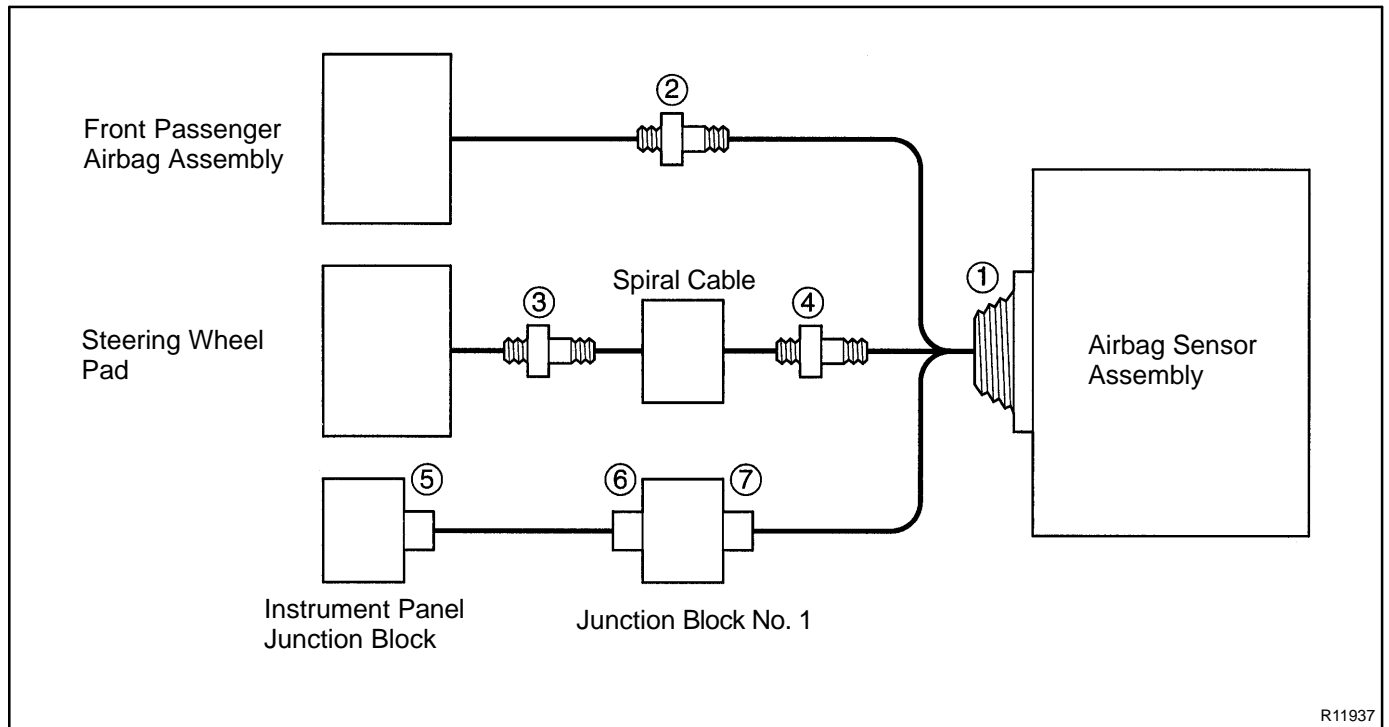 Front Passenger
Airbag Assembly
②
Steering Wheel
Pad
③
Spiral Cable
④
①
Airbag Sensor
Assembly
⑤
⑥
⑦
Instrument Panel
Junction Block
Junction Block No. 1
R11937